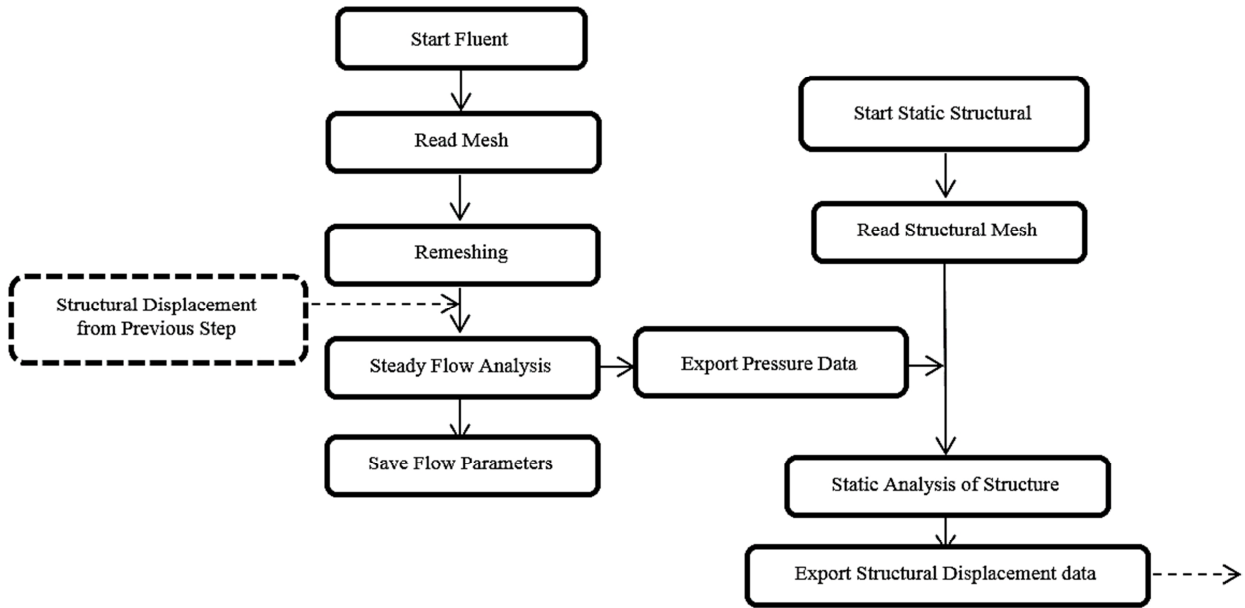 Start Fluent
Read Mesh
Remeshing
Structural Displacement
from Previous Step
Steady Flow Analysis
Save Flow Parameters
Export Pressure Data
Start Static Structural
Read Structural Mesh
Static Analysis of Structure
Export Structural Displacement data